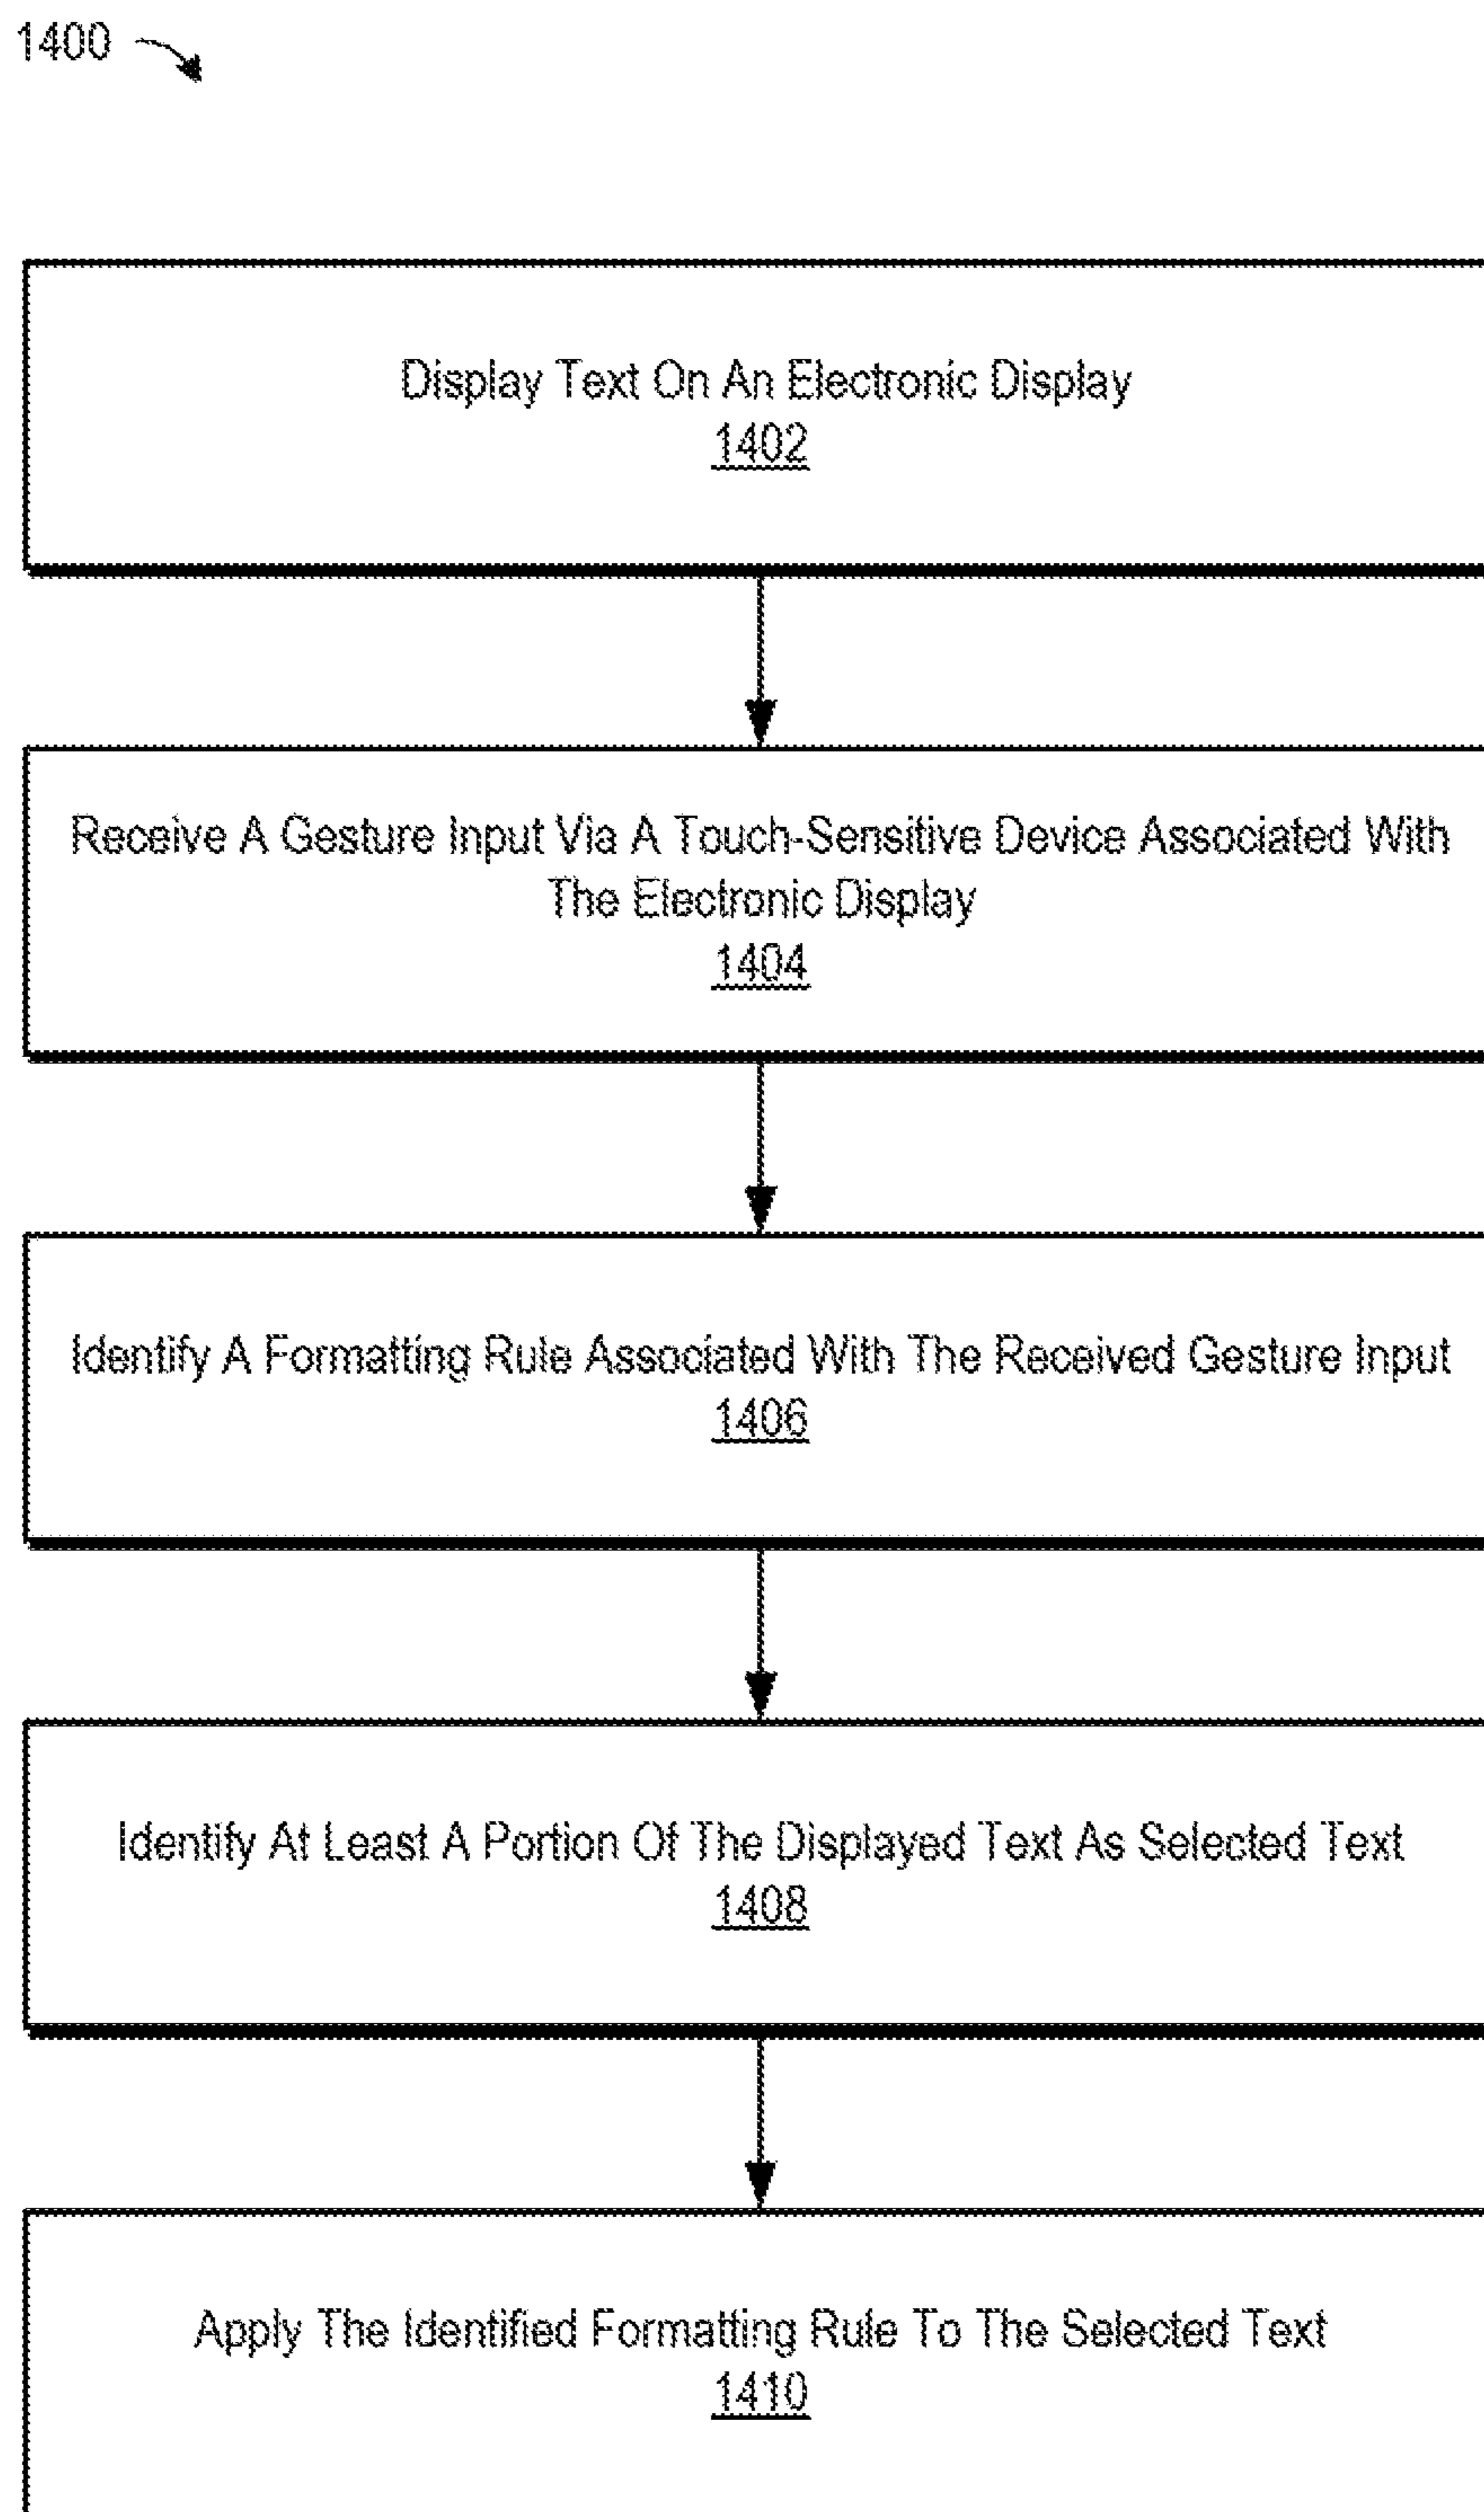 1400
Display Text On An Electronic Display
1402
Receive A Gesture Input Via A Touch-Sensitive Device Associated With
The Electronic Display
1404
Identify A Formatting Rule Associated With The Received Gesture Input
1406
Identify At Least A Portion Of The Displayed Text As Selected Text
1408
Apply The Identified Formatting Rule To The Selected Text
1410